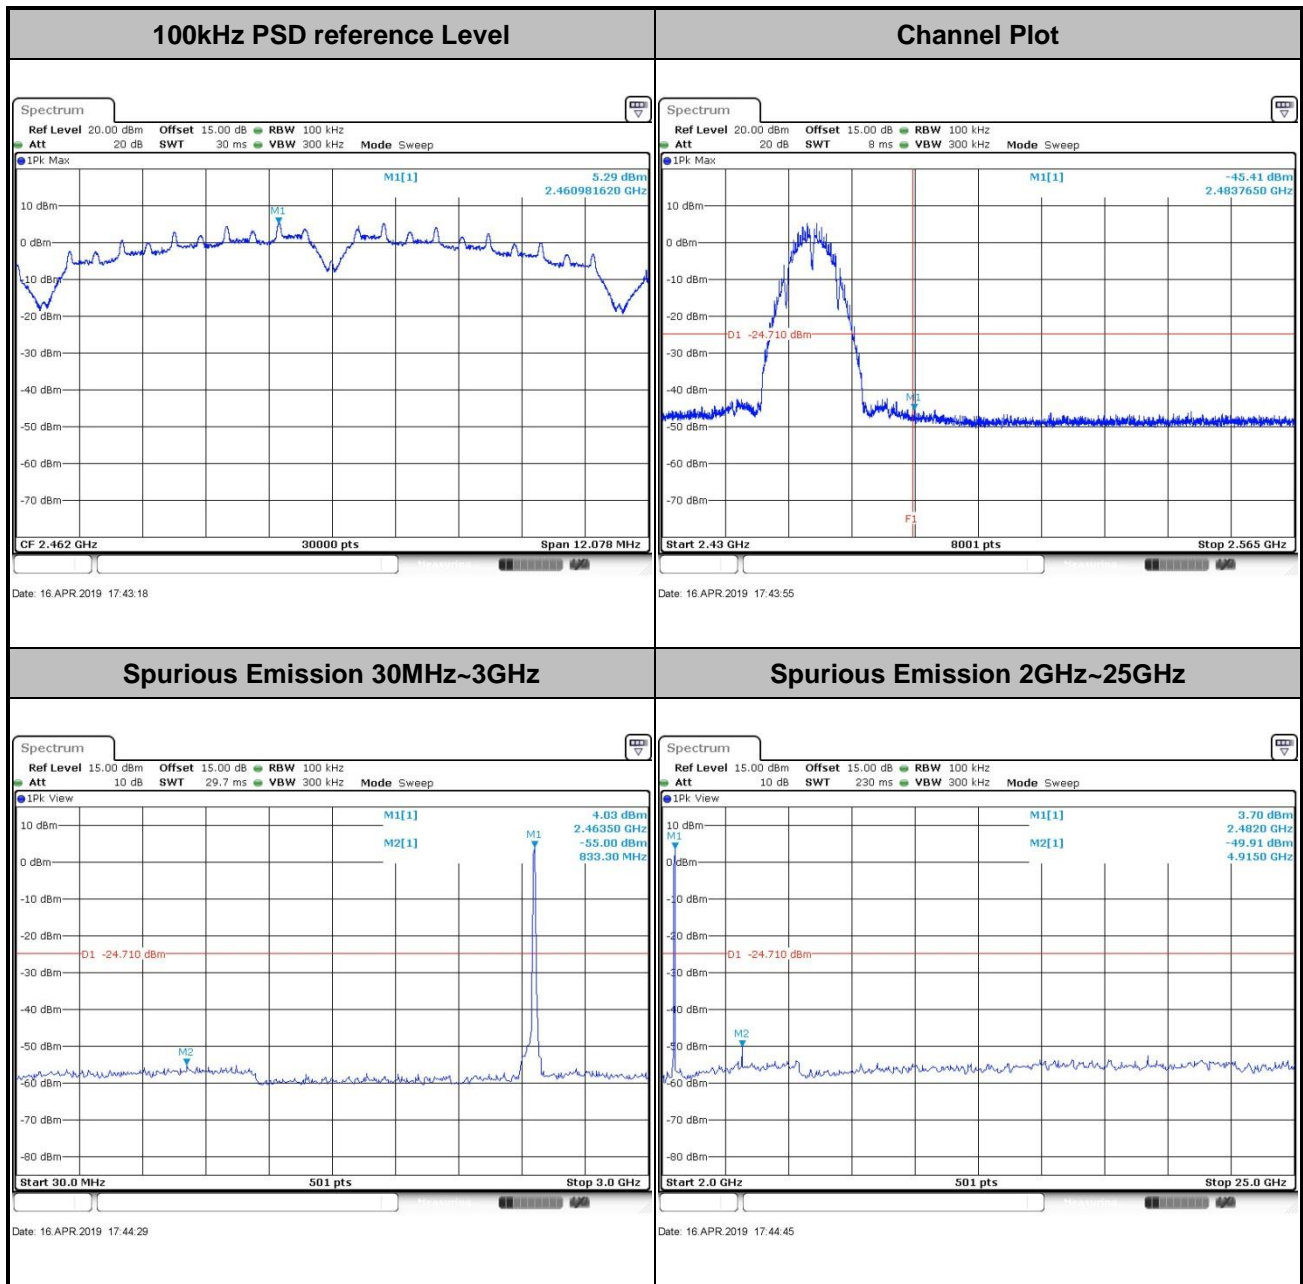 100kHz PSD reference Level
Channel Plot
Spectrum
Ref Level 20.00 dBm Offset 15.00 dB RBW 100 kHz
Att 20 dB SWT 30 ms VBW 300 kHz Mode Sweep
1Pk Max
M1[1] 5.29 dBm
2.460981620 GHz
M1
10 dBm
0 dBm
-10 dBm
-20 dBm
-30 dBm
-40 dBm
-50 dBm
-60 dBm
-70 dBm
CF 2.462 GHz 30000 pts Span 12.078 MHz
Measuring
Date: 16.APR.2019 17:43:18
Spectrum
Ref Level 20.00 dBm Offset 15.00 dB RBW 100 kHz
Att 20 dB SWT 8 ms VBW 300 kHz Mode Sweep
1Pk Max
M1[1] -45.41 dBm
2.4837650 GHz
10 dBm
0 dBm
-10 dBm
-20 dBm
D1 -24.710 dBm
-30 dBm
-40 dBm
M1
-50 dBm
-60 dBm
-70 dBm
F1
Start 2.43 GHz 8001 pts Stop 2.565 GHz
Measuring
Date: 16.APR.2019 17:43:55
Spurious Emission 30MHz~3GHz
Spurious Emission 2GHz~25GHz
Spectrum
Ref Level 15.00 dBm Offset 15.00 dB RBW 100 kHz
Att 10 dB SWT 29.7 ms VBW 300 kHz Mode Sweep
1Pk View
M1[1] 4.03 dBm
2.46350 GHz
M2[1] -55.00 dBm
833.30 MHz
10 dBm
M1
0 dBm
-10 dBm
-20 dBm
D1 -24.710 dBm
-30 dBm
-40 dBm
-50 dBm
M2
-60 dBm
-70 dBm
-80 dBm
Start 30.0 MHz 501 pts Stop 3.0 GHz
Measuring
Date: 16.APR.2019 17:44:29
Spectrum
Ref Level 15.00 dBm Offset 15.00 dB RBW 100 kHz
Att 10 dB SWT 230 ms VBW 300 kHz Mode Sweep
1Pk View
M1[1] 3.70 dBm
2.4820 GHz
M2[1] -49.91 dBm
4.9150 GHz
10 dBm
M1
0 dBm
-10 dBm
-20 dBm
D1 -24.710 dBm
-30 dBm
-40 dBm
M2
-50 dBm
-60 dBm
-70 dBm
-80 dBm
Start 2.0 GHz 501 pts Stop 25.0 GHz
Measuring
Date: 16.APR.2019 17:44:45